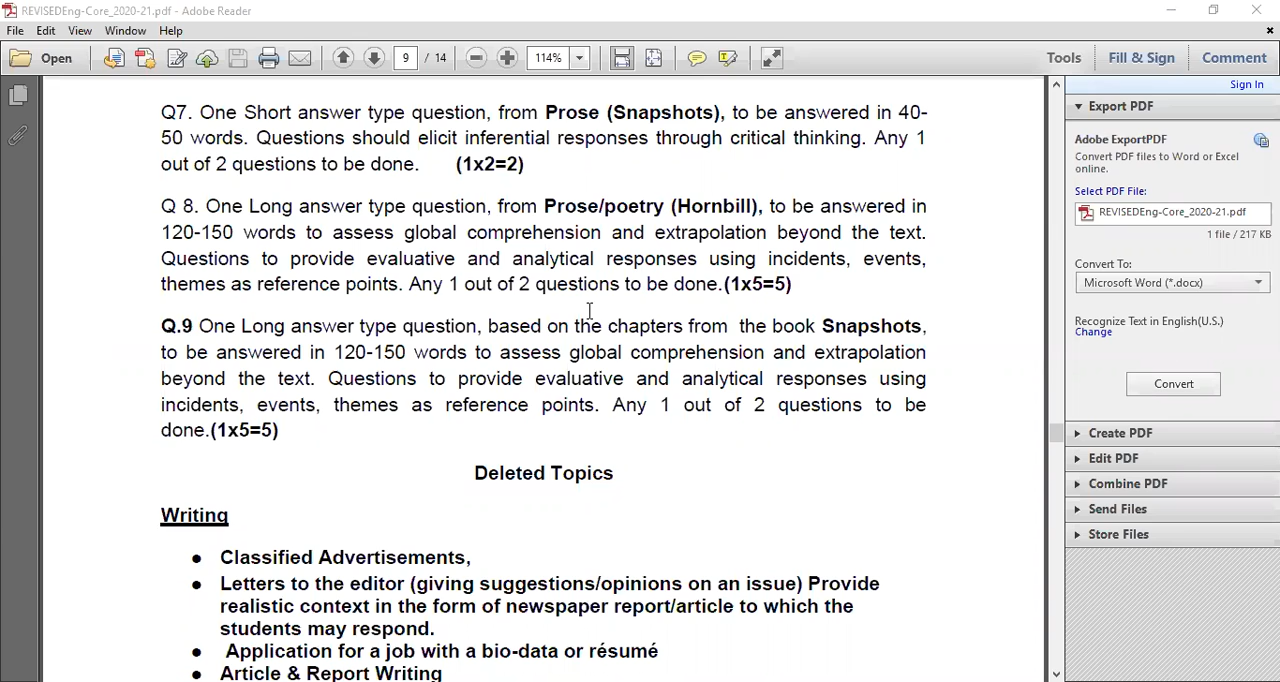 REVISEDEng-Core_2020-21.pdf - Adobe Reader
File Edit View Window Help
Open 9 / 14 114% Tools Fill & Sign Comment
Sign In
Q7. One Short answer type question, from Prose (Snapshots), to be answered in 40-
50 words. Questions should elicit inferential responses through critical thinking. Any 1
out of 2 questions to be done. (1x2=2)
Q 8. One Long answer type question, from Prose/poetry (Hornbill), to be answered in
120-150 words to assess global comprehension and extrapolation beyond the text.
Questions to provide evaluative and analytical responses using incidents, events,
themes as reference points. Any 1 out of 2 questions to be done.(1x5=5)
Q.9 One Long answer type question, based on the chapters from the book Snapshots,
to be answered in 120-150 words to assess global comprehension and extrapolation
beyond the text. Questions to provide evaluative and analytical responses using
incidents, events, themes as reference points. Any 1 out of 2 questions to be
done.(1x5=5)
Deleted Topics
Writing
● Classified Advertisements,
● Letters to the editor (giving suggestions/opinions on an issue) Provide
realistic context in the form of newspaper report/article to which the
students may respond.
● Application for a job with a bio-data or résumé
● Article & Report Writing
Export PDF
Adobe ExportPDF
Convert PDF files to Word or Excel
online.
Select PDF File:
REVISEDEng-Core_2020-21.pdf
1 file / 217 KB
Convert To:
Microsoft Word (*.docx)
Recognize Text in English(U.S.)
Change
Convert
Create PDF
Edit PDF
Combine PDF
Send Files
Store Files